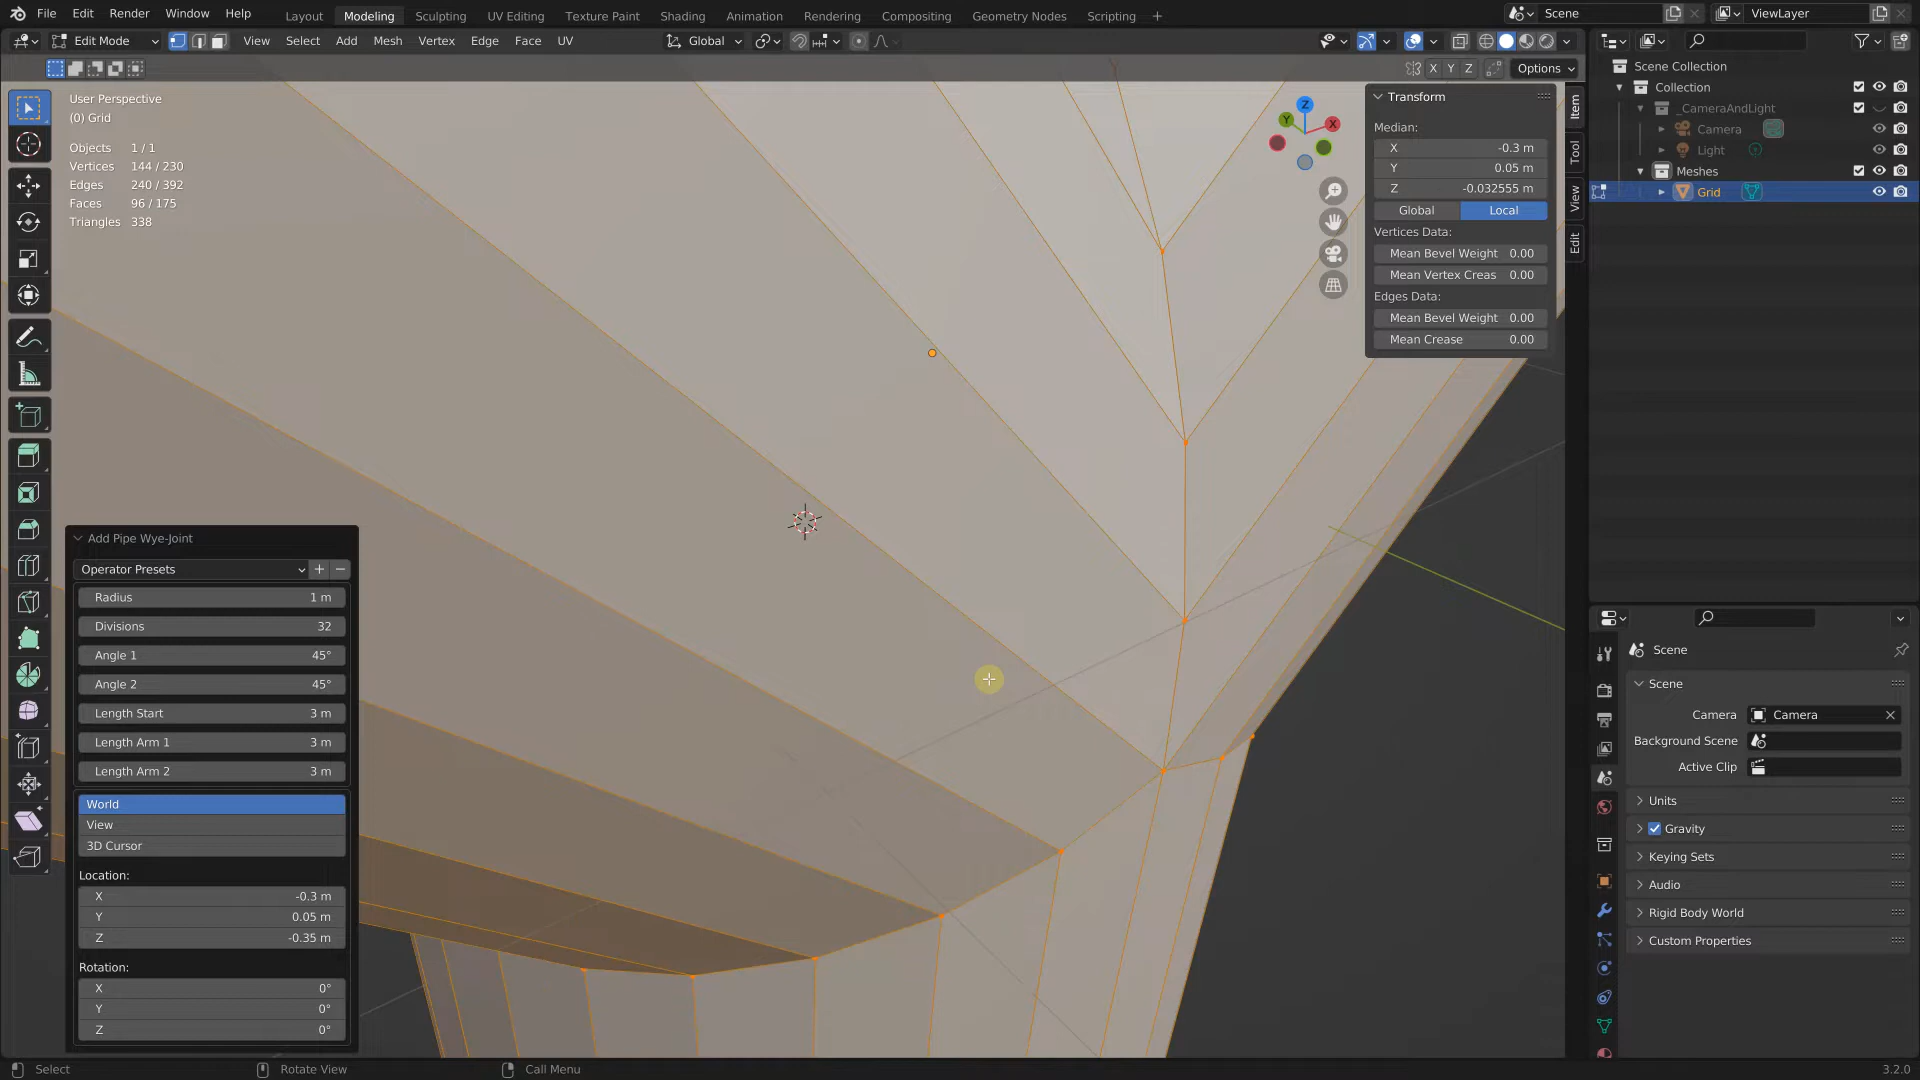 File Edit Render Window Help
Layout Modeling Sculpting UV Editing Texture Paint Shading Animation Rendering Compositing Geometry Nodes Scripting +
Scene
ViewLayer
Edit Mode View Select Add Mesh Vertex Edge Face UV
Global
X Y Z Options
User Perspective
(0) Grid
Objects 1 / 1
Vertices 144 / 230
Edges 240 / 392
Faces 96 / 175
Triangles 338
Z
Y
X
Transform
Median:
X -0.3 m
Y 0.05 m
Z -0.032555 m
Global Local
Vertices Data:
Mean Bevel Weight 0.00
Mean Vertex Creas 0.00
Edges Data:
Mean Bevel Weight 0.00
Mean Crease 0.00
Item
Tool
View
Edit
Scene Collection
Collection
_CameraAndLight
Camera
Light
Meshes
Grid
Add Pipe Wye-Joint
Operator Presets
Radius 1 m
Divisions 32
Angle 1 45°
Angle 2 45°
Length Start 3 m
Length Arm 1 3 m
Length Arm 2 3 m
World
View
3D Cursor
Location:
X -0.3 m
Y 0.05 m
Z -0.35 m
Rotation:
X 0°
Y 0°
Z 0°
Scene
Scene
Camera Camera
Background Scene
Active Clip
Units
Gravity
Keying Sets
Audio
Rigid Body World
Custom Properties
Select Rotate View Call Menu 3.2.0